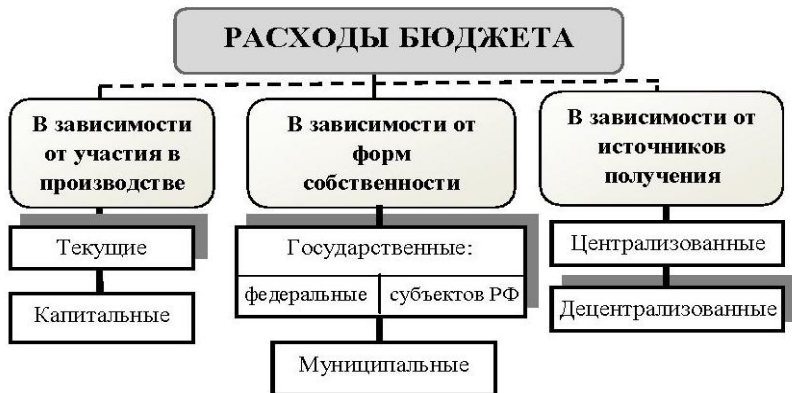 РАСХОДЫ БЮДЖЕТА
В зависимости
от участия в
производстве
Текущие
Капитальные
В зависимости от
форм
собственности
Государственные:
федеральные
субъектов РФ
Муниципальные
В зависимости от
источников
получения
Централизованные
Децентрализованные